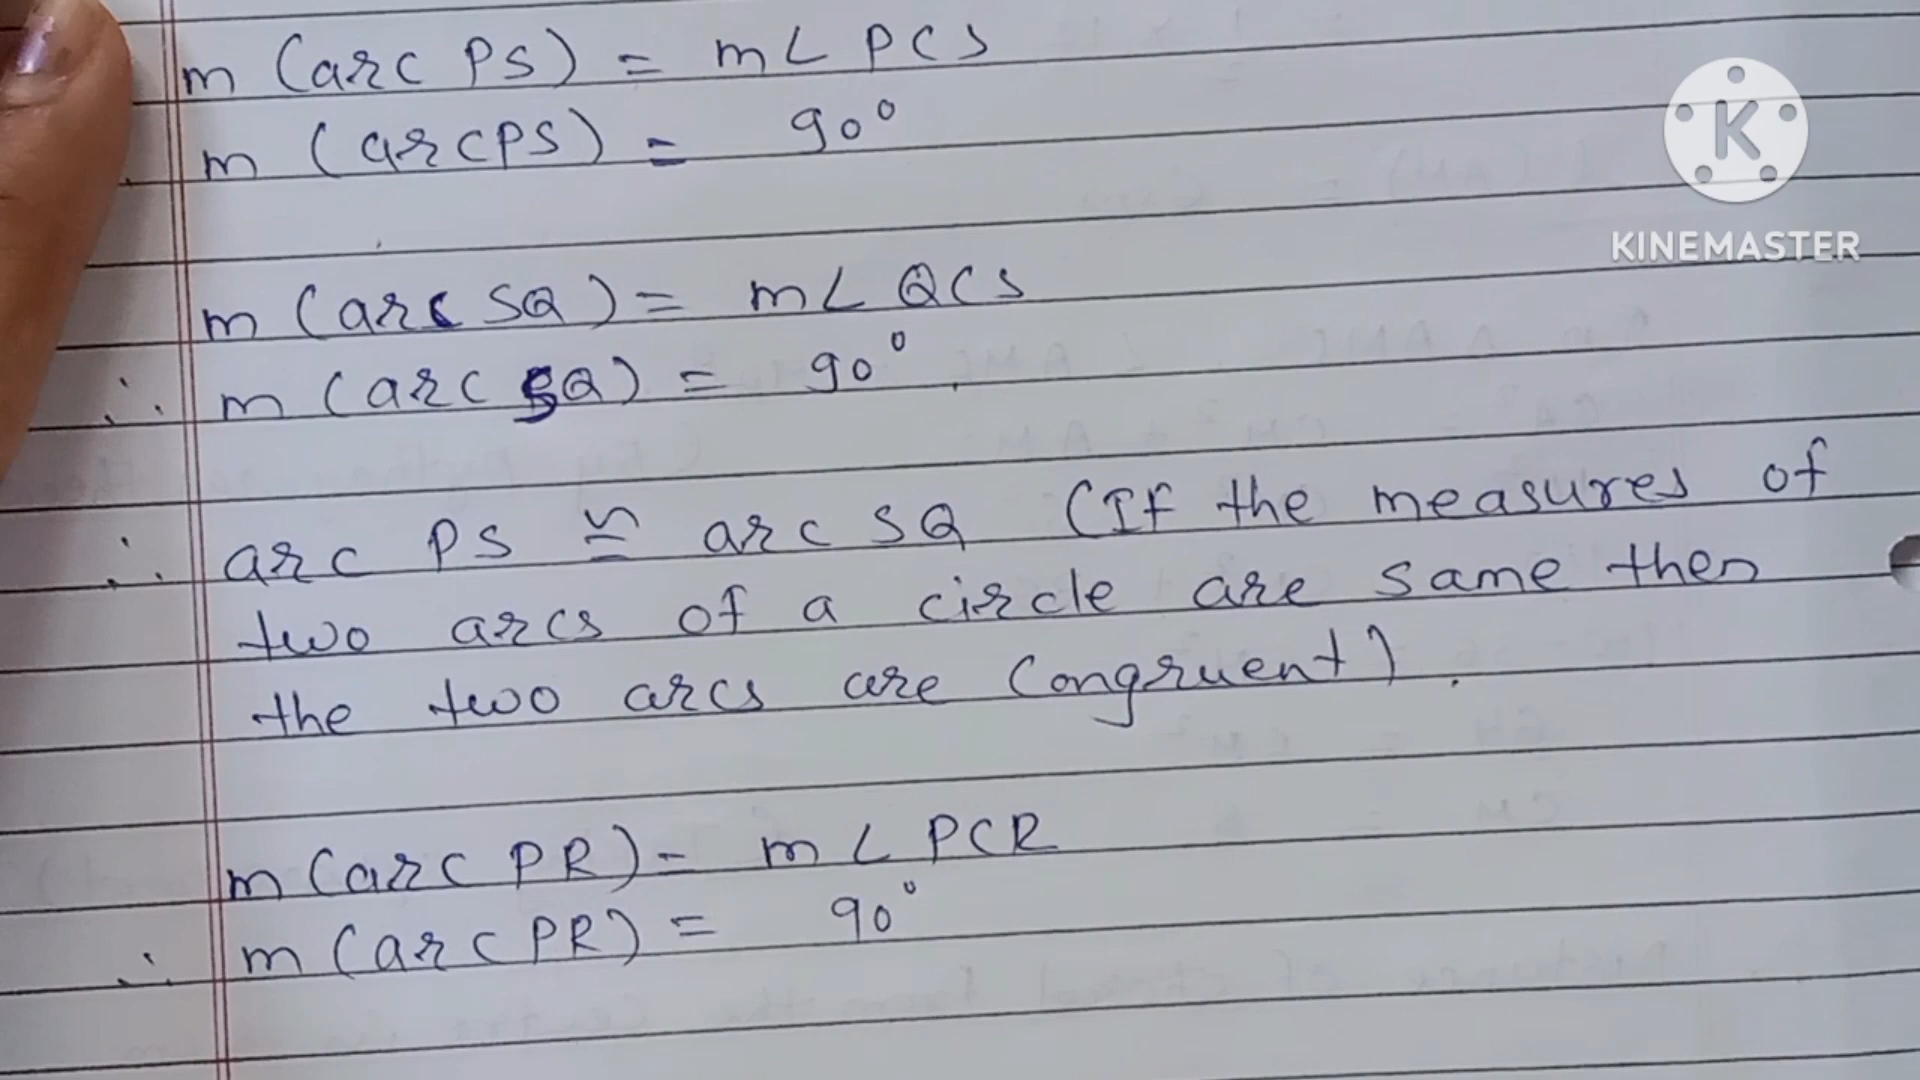 m (arc PS) = m∠ PCS
m (arc PS) = 90°
KINEMASTER
m (arc SQ) = m∠ QCS
∴ m (arc SQ) = 90°
∴ arc PS ≅ arc SQ (If the measures of
two arcs of a circle are same then
the two arcs are congruent).
m (arc PR) = m∠ PCR
∴ m (arc PR) = 90°